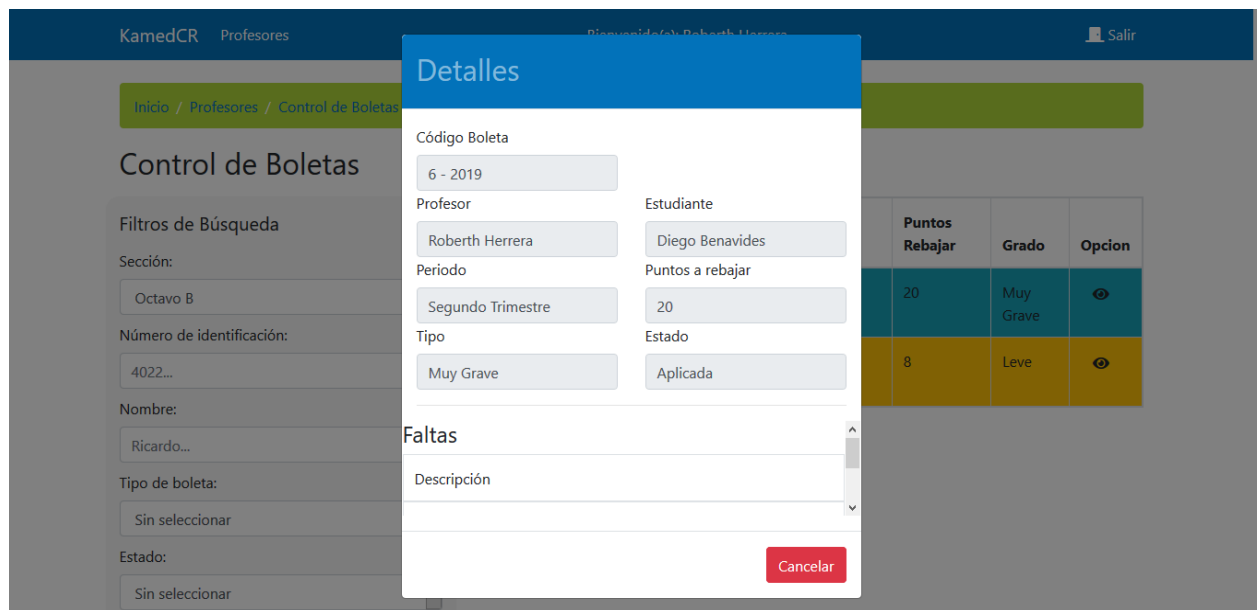 KamedCR Profesores Bienvenido(a): Roberth Herrera Salir
Inicio / Profesores / Control de Boletas
Control de Boletas
Filtros de Búsqueda
Sección:
Octavo B
Número de identificación:
4022...
Nombre:
Ricardo...
Tipo de boleta:
Sin seleccionar
Estado:
Sin seleccionar
Detalles
Código Boleta
6 - 2019
Profesor Estudiante
Roberth Herrera Diego Benavides
Periodo Puntos a rebajar
Segundo Trimestre 20
Tipo Estado
Muy Grave Aplicada
Faltas
Descripción
Cancelar
Puntos
Rebajar Grado Opcion
20 Muy
Grave
8 Leve